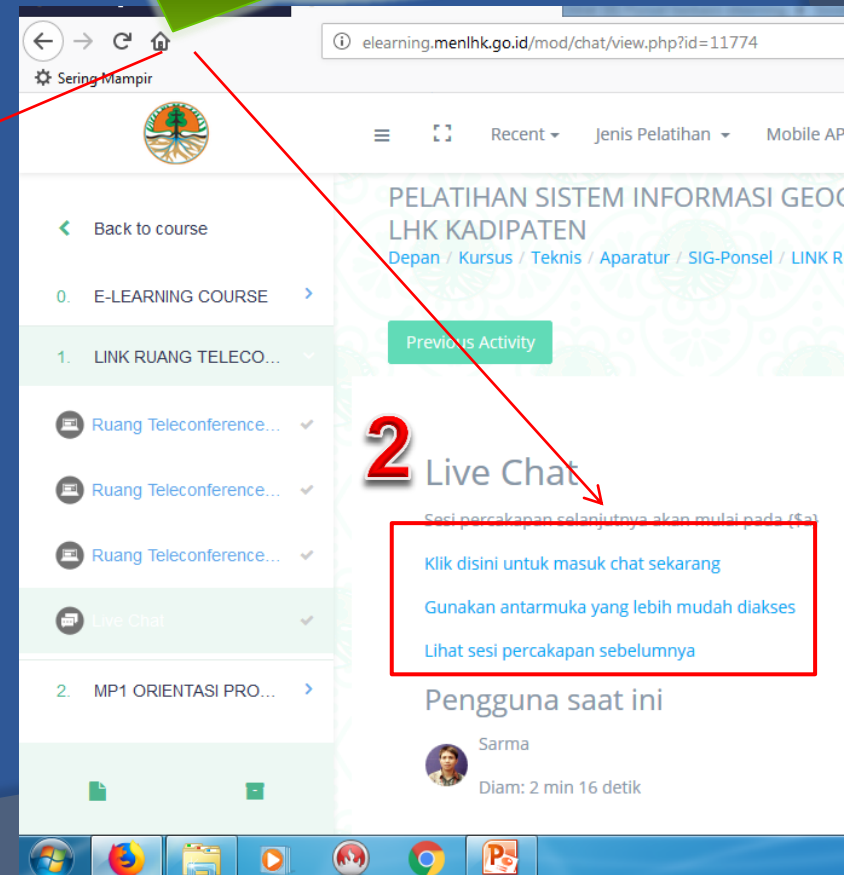 elearning.menlhk.go.id/mod/chat/view.php?id=11774
Sering Mampir
Recent
Jenis Pelatihan
Mobile AP
PELATIHAN SISTEM INFORMASI GEOG
LHK KADIPATEN
Depan / Kursus / Teknis / Aparatur / SIG-Ponsel / LINK R
Back to course
0. E-LEARNING COURSE
1. LINK RUANG TELECO...
Previous Activity
Ruang Teleconference...
Ruang Teleconference...
Ruang Teleconference...
Live Chat
2. MP1 ORIENTASI PRO...
2
Live Chat
Sesi percakapan selanjutnya akan mulai pada {$a}
Klik disini untuk masuk chat sekarang
Gunakan antarmuka yang lebih mudah diakses
Lihat sesi percakapan sebelumnya
Pengguna saat ini
Sarma
Diam: 2 min 16 detik